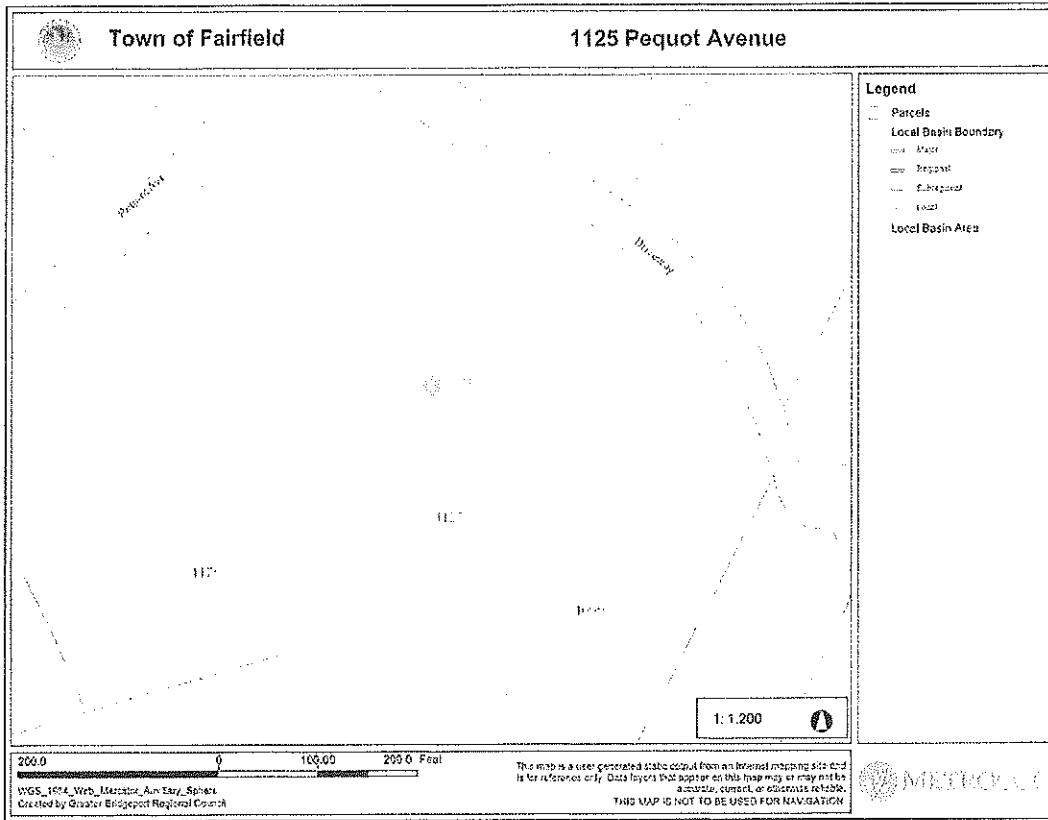 Town of Fairfield
1125 Pequot Avenue
Legend
Parcels
Local Basin Boundary
Major
Regional
Subregional
Local
Local Basin Area
Driveway
1: 1,200
200.0 0 100.00 200.0 Feet
WGS_1984_Web_Mercator_Auxiliary_Sphere
Created by Greater Bridgeport Regional Council
This map is a user generated static output from an Internet mapping site and
is for reference only. Data layers that appear on this map may or may not be
accurate, current, or otherwise reliable.
THIS MAP IS NOT TO BE USED FOR NAVIGATION